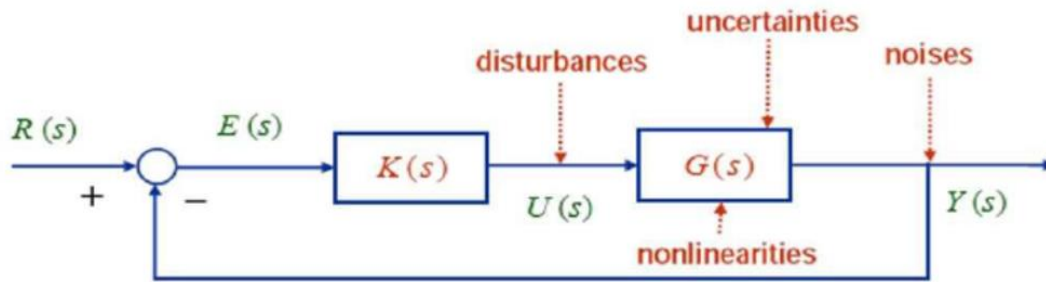 uncertainties
disturbances
noises
R (s)
E (s)
K (s)
G (s)
+
−
U (s)
Y (s)
nonlinearities